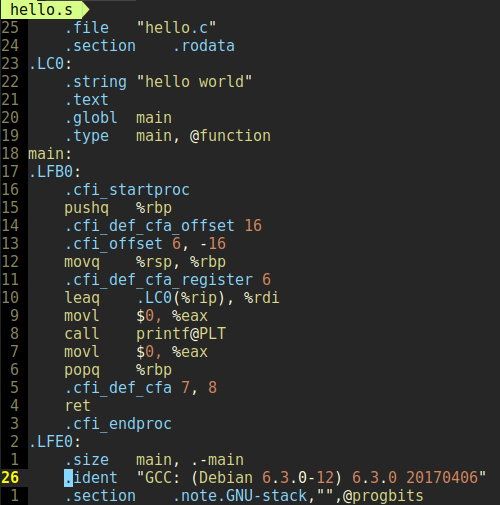 hello.s
25 .file "hello.c"
24 .section .rodata
23 .LC0:
22 .string "hello world"
21 .text
20 .globl main
19 .type main, @function
18 main:
17 .LFB0:
16 .cfi_startproc
15 pushq %rbp
14 .cfi_def_cfa_offset 16
13 .cfi_offset 6, -16
12 movq %rsp, %rbp
11 .cfi_def_cfa_register 6
10 leaq .LC0(%rip), %rdi
9 movl $0, %eax
8 call printf@PLT
7 movl $0, %eax
6 popq %rbp
5 .cfi_def_cfa 7, 8
4 ret
3 .cfi_endproc
2 .LFE0:
1 .size main, .-main
26 .ident "GCC: (Debian 6.3.0-12) 6.3.0 20170406"
1 .section .note.GNU-stack,"",@progbits